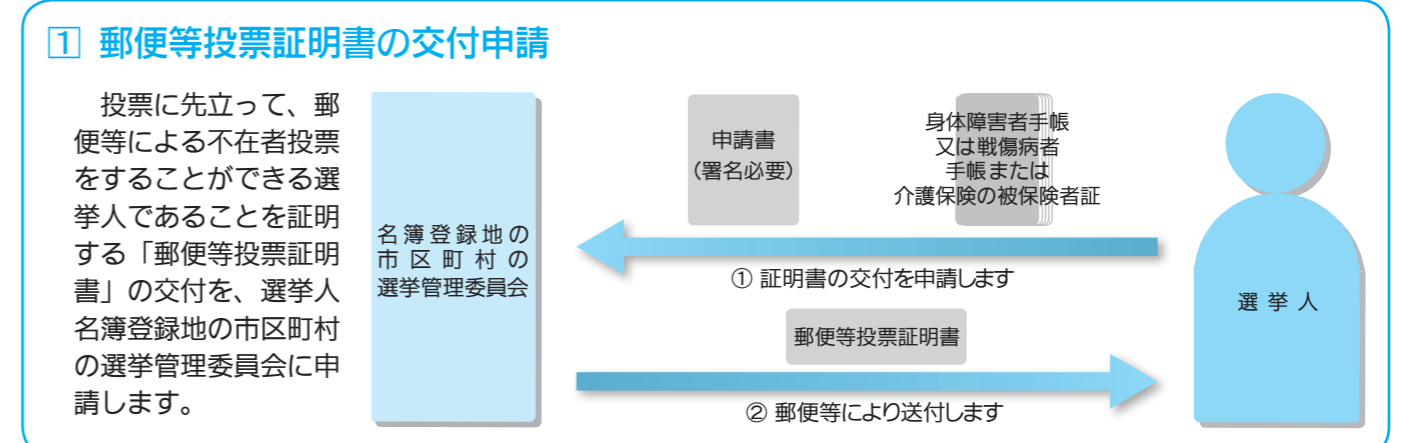 1 郵便等投票証明書の交付申請
投票に先立って、郵
便等による不在者投票
をすることができる選
挙人であることを証明
する「郵便等投票証明
書」の交付を、選挙人
名簿登録地の市区町村
の選挙管理委員会に申
請します。
名簿登録地の
市区町村の
選挙管理委員会
申請書
(署名必要)
身体障害者手帳
又は戦傷病者
手帳または
介護保険の被保険者証
① 証明書の交付を申請します
郵便等投票証明書
② 郵便等により送付します
選挙人